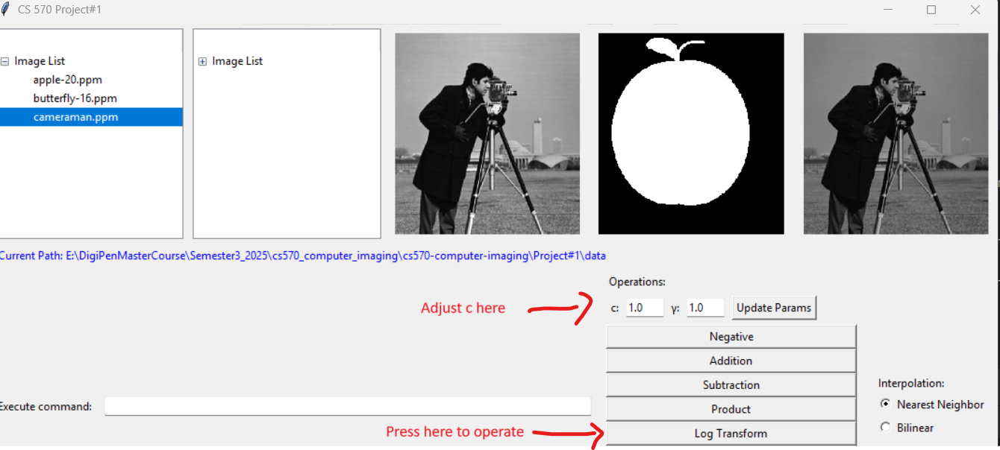 CS 570 Project#1
Image List
apple-20.ppm
butterfly-16.ppm
cameraman.ppm
Image List
Current Path: E:\DigiPenMasterCourse\Semester3_2025\cs570_computer_imaging\cs570-computer-imaging\Project#1\data
Operations:
Adjust c here
c: 1.0 γ: 1.0 Update Params
Negative
Addition
Subtraction
Product
Log Transform
Execute command:
Press here to operate
Interpolation:
Nearest Neighbor
Bilinear